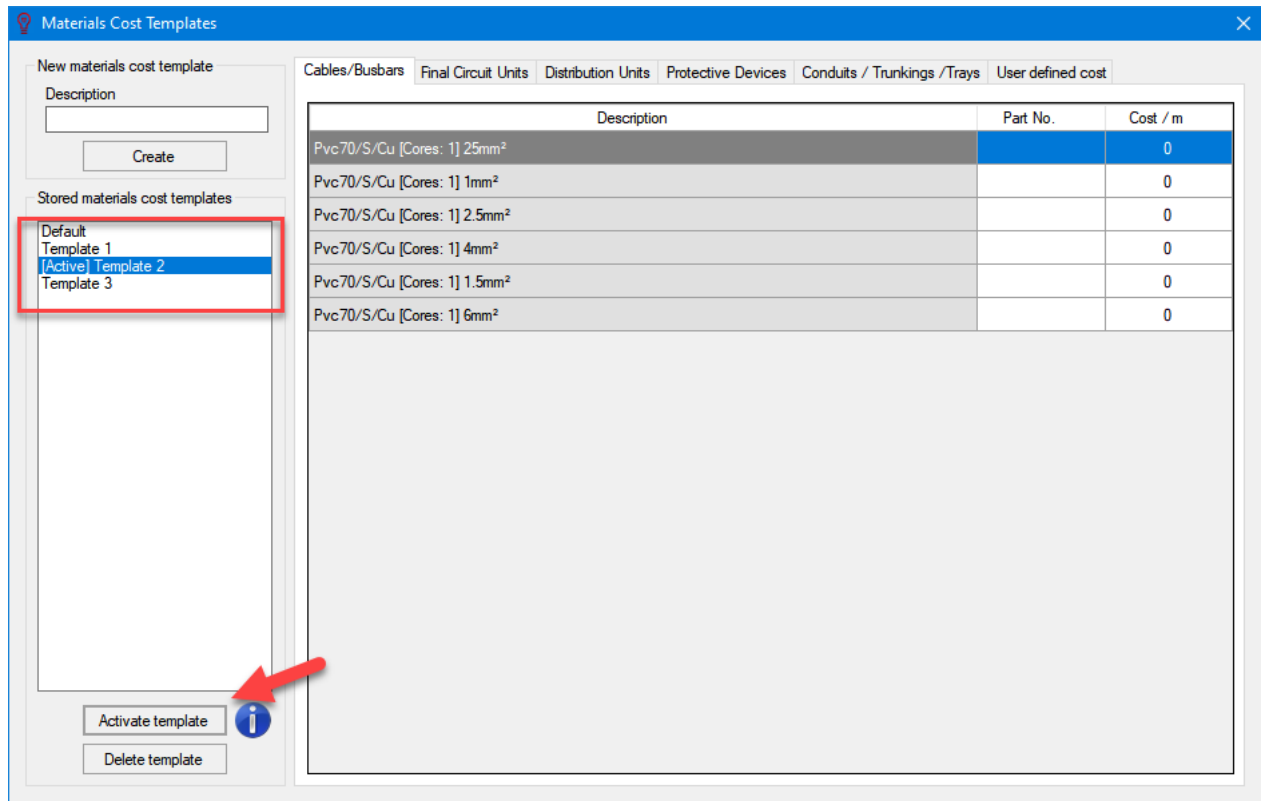 Materials Cost Templates
New materials cost template
Description
Create
Stored materials cost templates
Default
Template 1
[Active] Template 2
Template 3
Activate template
Delete template
Cables/Busbars Final Circuit Units Distribution Units Protective Devices Conduits / Trunkings /Trays User defined cost
Description Part No. Cost / m
Pvc70/S/Cu [Cores: 1] 25mm² 0
Pvc70/S/Cu [Cores: 1] 1mm² 0
Pvc70/S/Cu [Cores: 1] 2.5mm² 0
Pvc70/S/Cu [Cores: 1] 4mm² 0
Pvc70/S/Cu [Cores: 1] 1.5mm² 0
Pvc70/S/Cu [Cores: 1] 6mm² 0